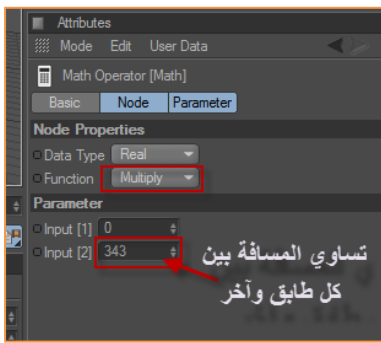 Attributes
Mode Edit User Data
Math Operator [Math]
Basic Node Parameter
Node Properties
Data Type Real
Function Multiply
Parameter
Input [1] 0
Input [2] 343
تساوي المسافة بين
كل طابق وآخر